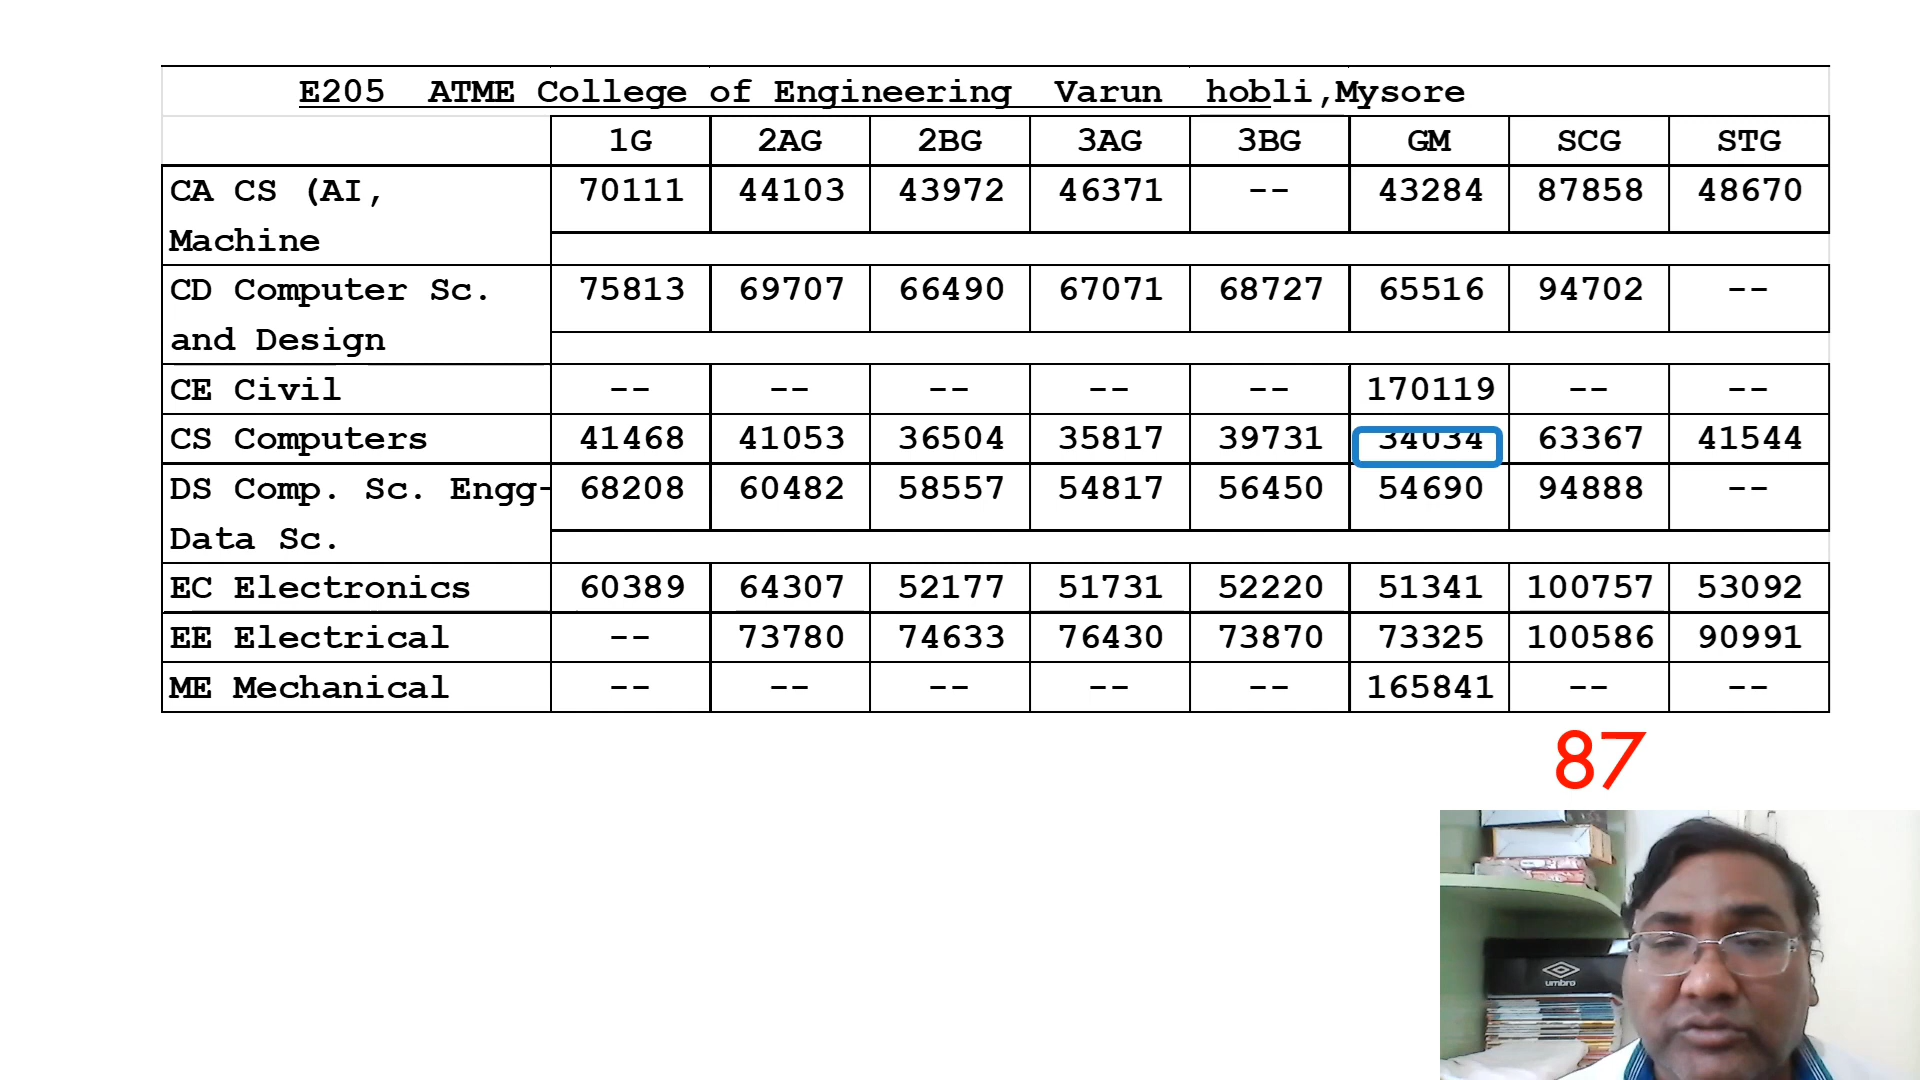 E205 ATME College of Engineering Varun hobli,Mysore
1G 2AG 2BG 3AG 3BG GM SCG STG
CA CS (AI, 70111 44103 43972 46371 -- 43284 87858 48670
Machine
CD Computer Sc. 75813 69707 66490 67071 68727 65516 94702 --
and Design
CE Civil -- -- -- -- -- 170119 -- --
CS Computers 41468 41053 36504 35817 39731 34034 63367 41544
DS Comp. Sc. Engg- 68208 60482 58557 54817 56450 54690 94888 --
Data Sc.
EC Electronics 60389 64307 52177 51731 52220 51341 100757 53092
EE Electrical -- 73780 74633 76430 73870 73325 100586 90991
ME Mechanical -- -- -- -- -- 165841 -- --
87
umbro